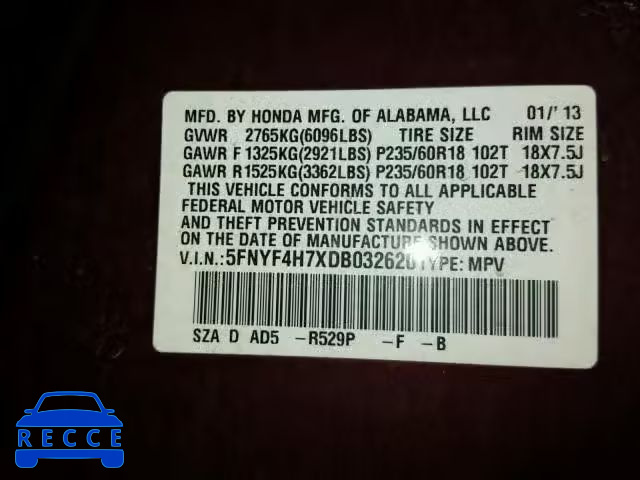 MFD. BY HONDA MFG. OF ALABAMA, LLC 01/'13
GVWR 2765KG(6096LBS) TIRE SIZE RIM SIZE
GAWR F 1325KG(2921LBS) P235/60R18 102T 18X7.5J
GAWR R 1525KG(3362LBS) P235/60R18 102T 18X7.5J
THIS VEHICLE CONFORMS TO ALL APPLICABLE
FEDERAL MOTOR VEHICLE SAFETY
AND THEFT PREVENTION STANDARDS IN EFFECT
ON THE DATE OF MANUFACTURE SHOWN ABOVE.
V.I.N.:5FNYF4H7XDB032620 TYPE: MPV
SZA D AD5 -R529P -F -B
RECCE